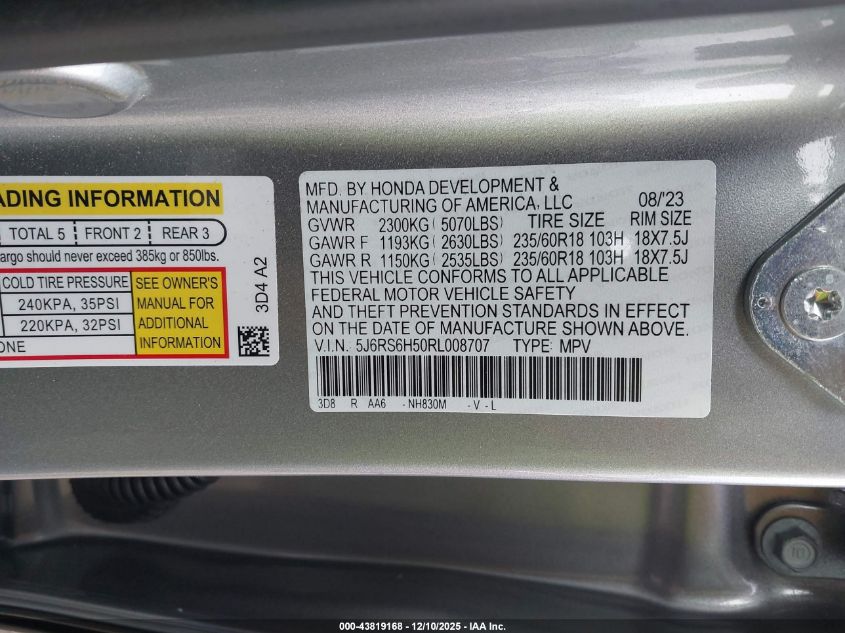 ADING INFORMATION
TOTAL 5 FRONT 2 REAR 3
argo should never exceed 385kg or 850lbs.
COLD TIRE PRESSURE
240KPA, 35PSI
220KPA, 32PSI
SEE OWNER'S
MANUAL FOR
ADDITIONAL
INFORMATION
ONE
3D4 A2
MFD. BY HONDA DEVELOPMENT &
MANUFACTURING OF AMERICA, LLC 08/'23
GVWR 2300KG (5070LBS) TIRE SIZE RIM SIZE
GAWR F 1193KG (2630LBS) 235/60R18 103H 18X7.5J
GAWR R 1150KG (2535LBS) 235/60R18 103H 18X7.5J
THIS VEHICLE CONFORMS TO ALL APPLICABLE
FEDERAL MOTOR VEHICLE SAFETY
AND THEFT PREVENTION STANDARDS IN EFFECT
ON THE DATE OF MANUFACTURE SHOWN ABOVE.
V.I.N. 5J6RS6H50RL008707 TYPE: MPV
3D8 R AA6 -NH830M -V-L
10
000-43819168 - 12/10/2025 - IAA Inc.